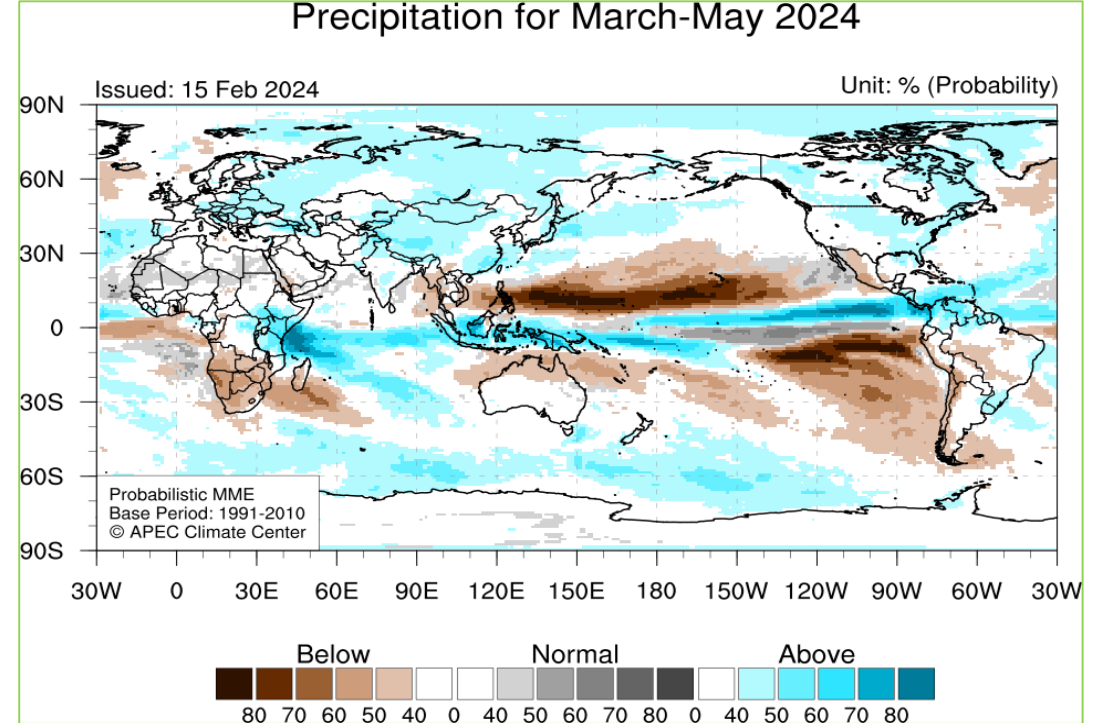 Precipitation for March-May 2024
Issued: 15 Feb 2024 Unit: % (Probability)
90N
60N
30N
0
30S
60S
90S
Probabilistic MME
Base Period: 1991-2010
© APEC Climate Center
30W 0 30E 60E 90E 120E 150E 180 150W 120W 90W 60W 30W
Below Normal Above
80 70 60 50 40 0 40 50 60 70 80 0 40 50 60 70 80